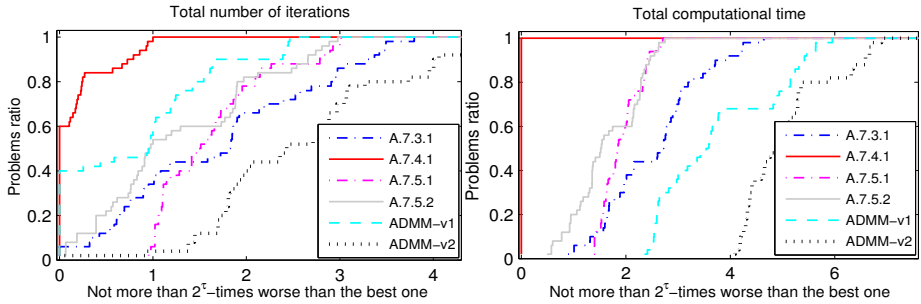 Total number of iterations
Problems ratio
1
0.8
0.6
0.4
0.2
0
0
1
2
3
4
A.7.3.1
A.7.4.1
A.7.5.1
A.7.5.2
ADMM−v1
ADMM−v2
Not more than 2^τ−times worse than the best one
Total computational time
Problems ratio
1
0.8
0.6
0.4
0.2
0
0
2
4
6
A.7.3.1
A.7.4.1
A.7.5.1
A.7.5.2
ADMM−v1
ADMM−v2
Not more than 2^τ−times worse than the best one